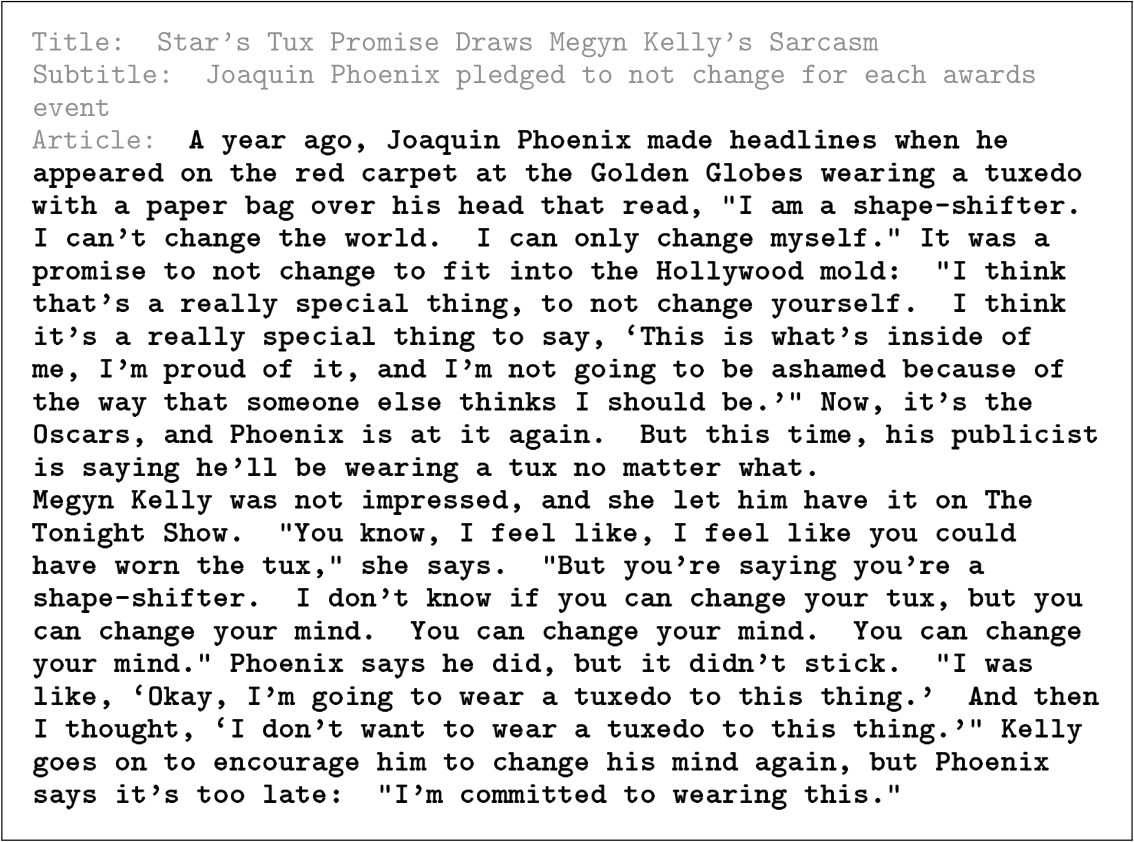 Title: Star's Tux Promise Draws Megyn Kelly's Sarcasm
Subtitle: Joaquin Phoenix pledged to not change for each awards
event
Article: A year ago, Joaquin Phoenix made headlines when he
appeared on the red carpet at the Golden Globes wearing a tuxedo
with a paper bag over his head that read, "I am a shape-shifter.
I can't change the world. I can only change myself." It was a
promise to not change to fit into the Hollywood mold: "I think
that's a really special thing, to not change yourself. I think
it's a really special thing to say, ‘This is what's inside of
me, I'm proud of it, and I'm not going to be ashamed because of
the way that someone else thinks I should be.’" Now, it's the
Oscars, and Phoenix is at it again. But this time, his publicist
is saying he'll be wearing a tux no matter what.
Megyn Kelly was not impressed, and she let him have it on The
Tonight Show. "You know, I feel like, I feel like you could
have worn the tux," she says. "But you're saying you're a
shape-shifter. I don't know if you can change your tux, but you
can change your mind. You can change your mind. You can change
your mind." Phoenix says he did, but it didn't stick. "I was
like, ‘Okay, I'm going to wear a tuxedo to this thing.’ And then
I thought, ‘I don't want to wear a tuxedo to this thing.’" Kelly
goes on to encourage him to change his mind again, but Phoenix
says it's too late: "I'm committed to wearing this."